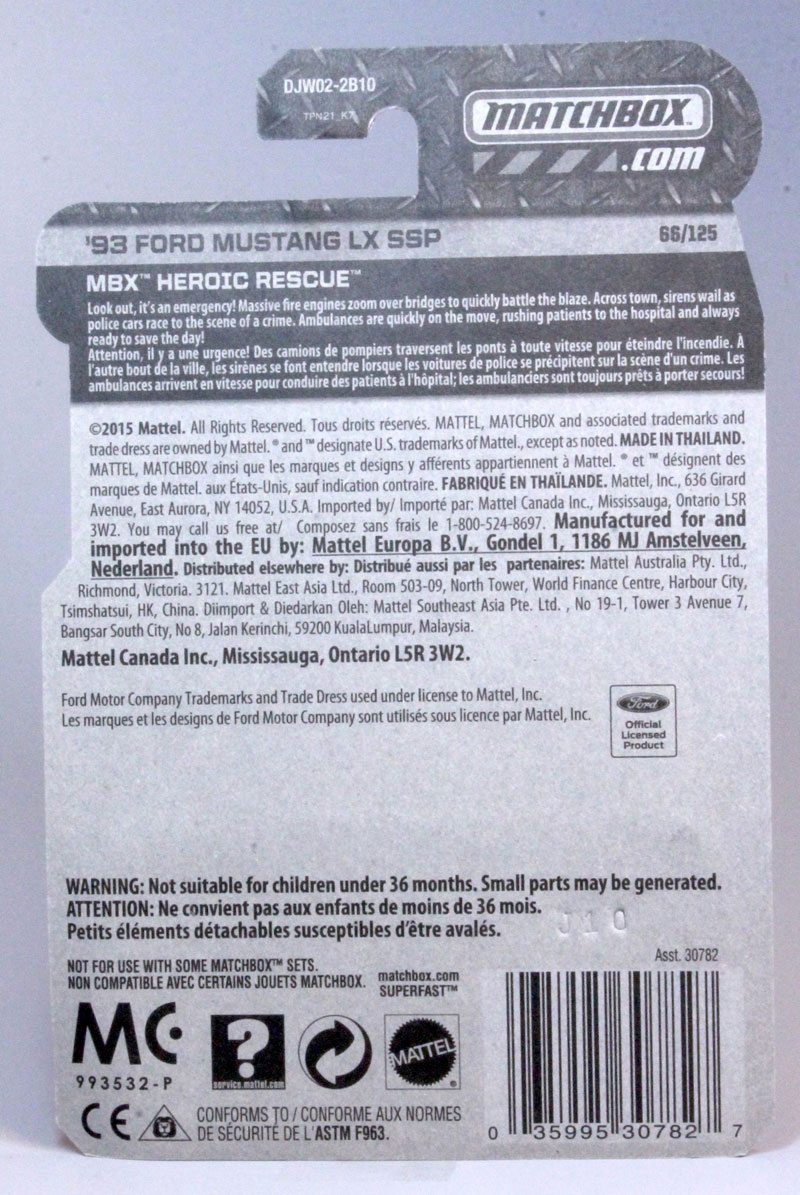 DJW02-2B10
TPN21_K7
MATCHBOX™
.COM
'93 FORD MUSTANG LX SSP
66/125
MBX™ HEROIC RESCUE™
Look out, it's an emergency! Massive fire engines zoom over bridges to quickly battle the blaze. Across town, sirens wail as
police cars race to the scene of a crime. Ambulances are quickly on the move, rushing patients to the hospital and always
ready to save the day!
Attention, il y a une urgence! Des camions de pompiers traversent les ponts à toute vitesse pour éteindre l'incendie. À
l'autre bout de la ville, les sirènes se font entendre lorsque les voitures de police se précipitent sur la scène d'un crime. Les
ambulances arrivent en vitesse pour conduire des patients à l'hôpital; les ambulanciers sont toujours prêts à porter secours!
©2015 Mattel. All Rights Reserved. Tous droits réservés. MATTEL, MATCHBOX and associated trademarks and
trade dress are owned by Mattel. ® and ™ designate U.S. trademarks of Mattel., except as noted. MADE IN THAILAND.
MATTEL, MATCHBOX ainsi que les marques et designs y afférents appartiennent à Mattel. ® et ™ désignent des
marques de Mattel. aux États-Unis, sauf indication contraire. FABRIQUÉ EN THAÏLANDE. Mattel, Inc., 636 Girard
Avenue, East Aurora, NY 14052, U.S.A. Imported by/ Importé par: Mattel Canada Inc., Mississauga, Ontario L5R
3W2. You may call us free at/ Composez sans frais le 1-800-524-8697. Manufactured for and
imported into the EU by: Mattel Europa B.V., Gondel 1, 1186 MJ Amstelveen,
Nederland. Distributed elsewhere by: Distribué aussi par les partenaires: Mattel Australia Pty. Ltd.,
Richmond, Victoria. 3121. Mattel East Asia Ltd., Room 503-09, North Tower, World Finance Centre, Harbour City,
Tsimshatsui, HK, China. Diimport & Diedarkan Oleh: Mattel Southeast Asia Pte. Ltd. , No 19-1, Tower 3 Avenue 7,
Bangsar South City, No 8, Jalan Kerinchi, 59200 KualaLumpur, Malaysia.
Mattel Canada Inc., Mississauga, Ontario L5R 3W2.
Ford Motor Company Trademarks and Trade Dress used under license to Mattel, Inc.
Les marques et les designs de Ford Motor Company sont utilisés sous licence par Mattel, Inc.
Ford
Official
Licensed
Product
WARNING: Not suitable for children under 36 months. Small parts may be generated.
ATTENTION: Ne convient pas aux enfants de moins de 36 mois.
Petits éléments détachables susceptibles d'être avalés.
J10
Asst. 30782
NOT FOR USE WITH SOME MATCHBOX™ SETS.
NON COMPATIBLE AVEC CERTAINS JOUETS MATCHBOX.
matchbox.com
SUPERFAST™
MC
993532-P
?
service.mattel.com
MATTEL
®
CE
CONFORMS TO / CONFORME AUX NORMES
DE SÉCURITÉ DE L'ASTM F963.
0 35995 30782 7